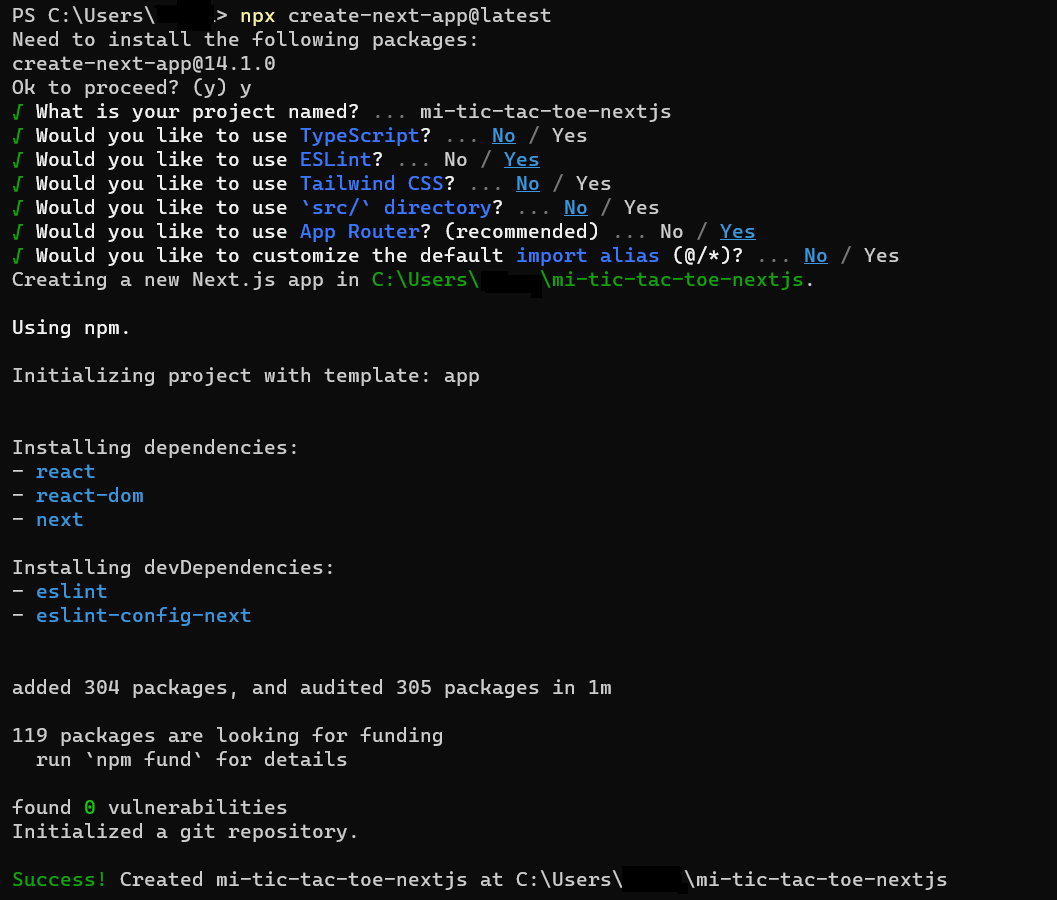 PS C:\Users\> npx create-next-app@latest
Need to install the following packages:
create-next-app@14.1.0
Ok to proceed? (y) y
√ What is your project named? ... mi-tic-tac-toe-nextjs
√ Would you like to use TypeScript? ... No / Yes
√ Would you like to use ESLint? ... No / Yes
√ Would you like to use Tailwind CSS? ... No / Yes
√ Would you like to use `src/` directory? ... No / Yes
√ Would you like to use App Router? (recommended) ... No / Yes
√ Would you like to customize the default import alias (@/*)? ... No / Yes
Creating a new Next.js app in C:\Users\\mi-tic-tac-toe-nextjs.
Using npm.
Initializing project with template: app
Installing dependencies:
- react
- react-dom
- next
Installing devDependencies:
- eslint
- eslint-config-next
added 304 packages, and audited 305 packages in 1m
119 packages are looking for funding
run `npm fund` for details
found 0 vulnerabilities
Initialized a git repository.
Success! Created mi-tic-tac-toe-nextjs at C:\Users\\mi-tic-tac-toe-nextjs